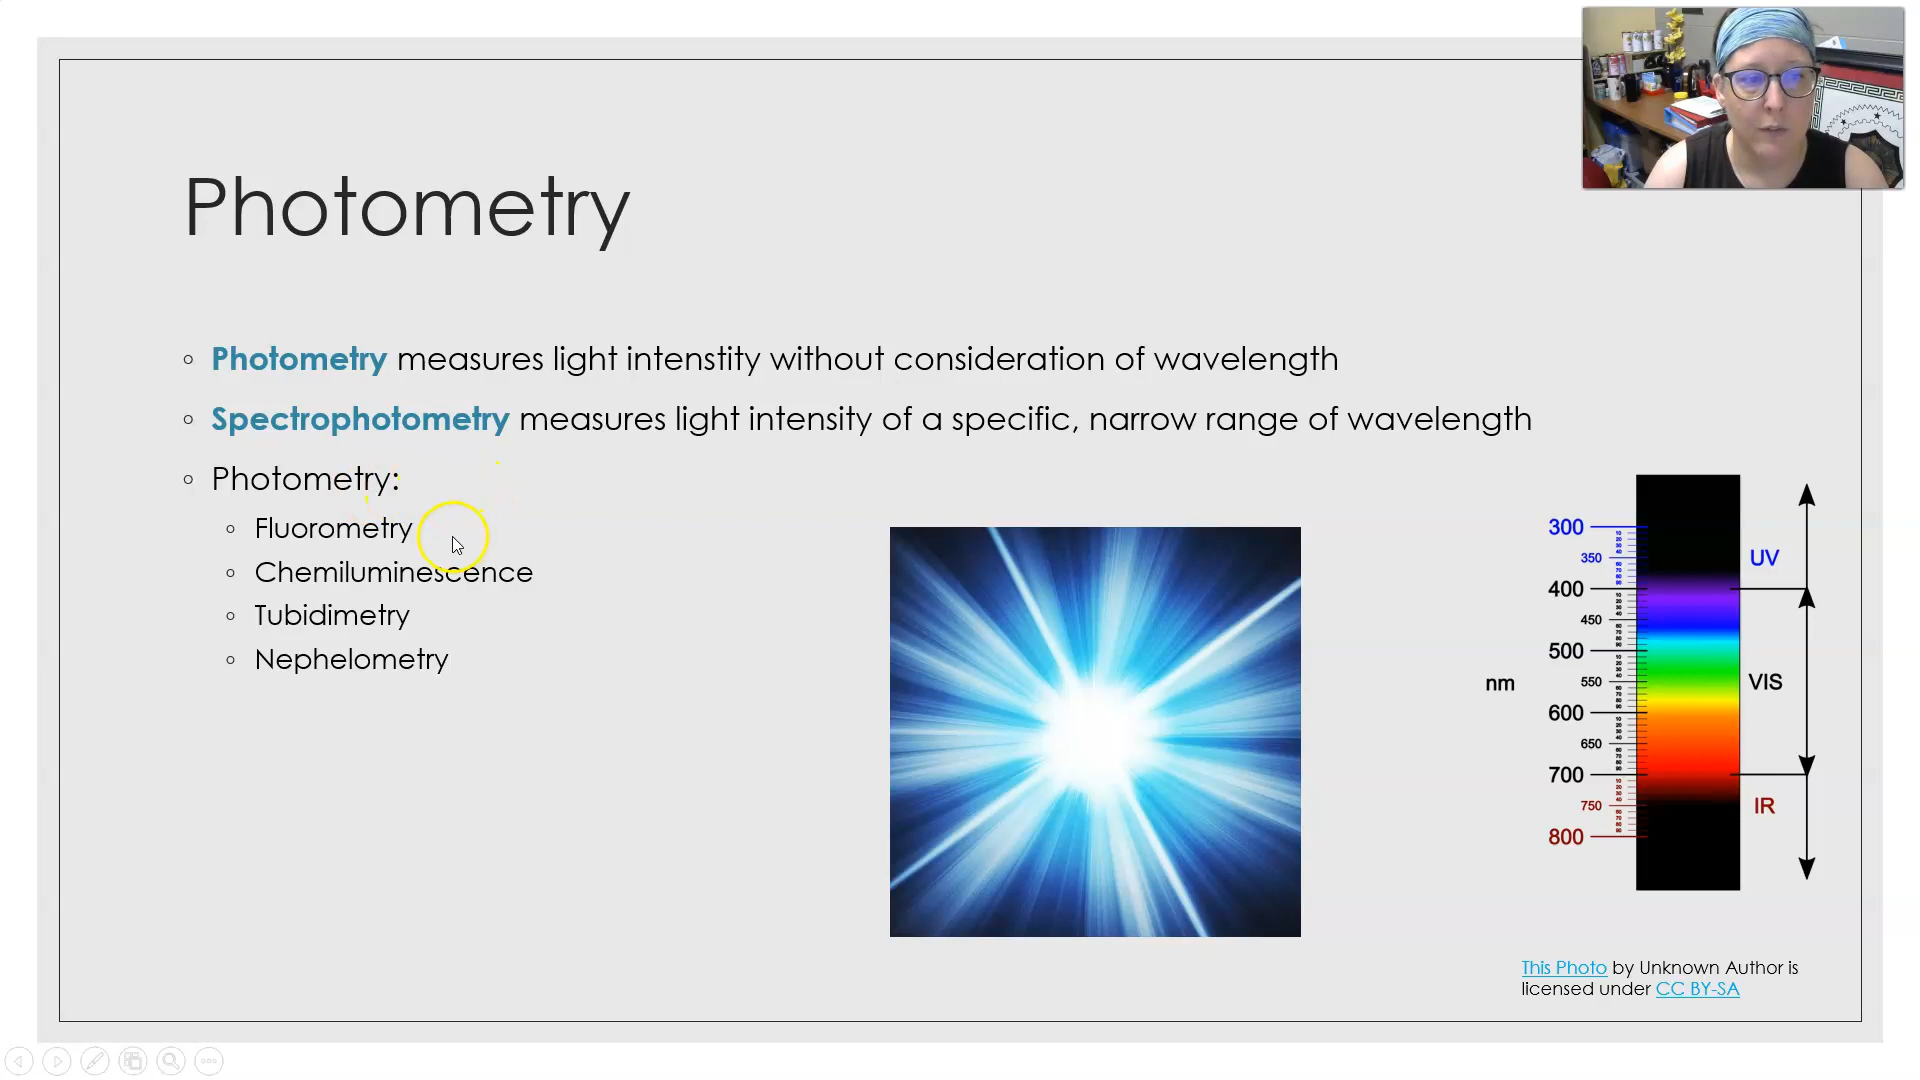 Photometry
Photometry measures light intenstity without consideration of wavelength
Spectrophotometry measures light intensity of a specific, narrow range of wavelength
Photometry:
Fluorometry
Chemiluminescence
Tubidimetry
Nephelometry
300
350
400
450
500
550
600
650
700
750
800
nm
UV
VIS
IR
This Photo by Unknown Author is
licensed under CC BY-SA